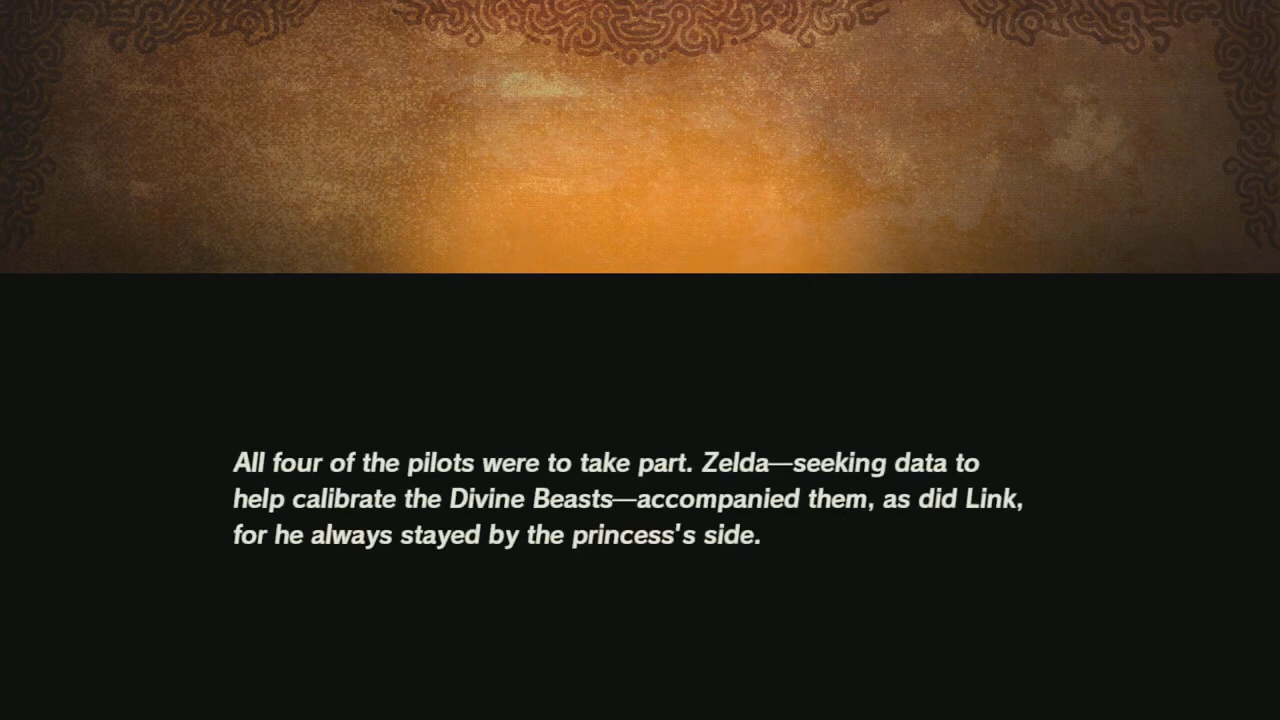 All four of the pilots were to take part. Zelda—seeking data to
help calibrate the Divine Beasts—accompanied them, as did Link,
for he always stayed by the princess's side.